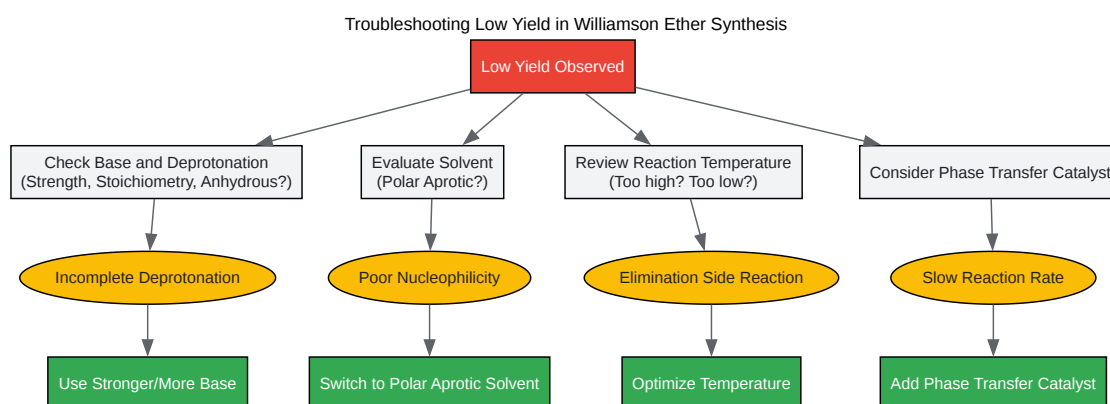 Troubleshooting Low Yield in Williamson Ether Synthesis
Low Yield Observed
Check Base and Deprotonation
(Strength, Stoichiometry, Anhydrous?)
Evaluate Solvent
(Polar Aprotic?)
Review Reaction Temperature
(Too high? Too low?)
Consider Phase Transfer Catalyst
Incomplete Deprotonation
Poor Nucleophilicity
Elimination Side Reaction
Slow Reaction Rate
Use Stronger/More Base
Switch to Polar Aprotic Solvent
Optimize Temperature
Add Phase Transfer Catalyst